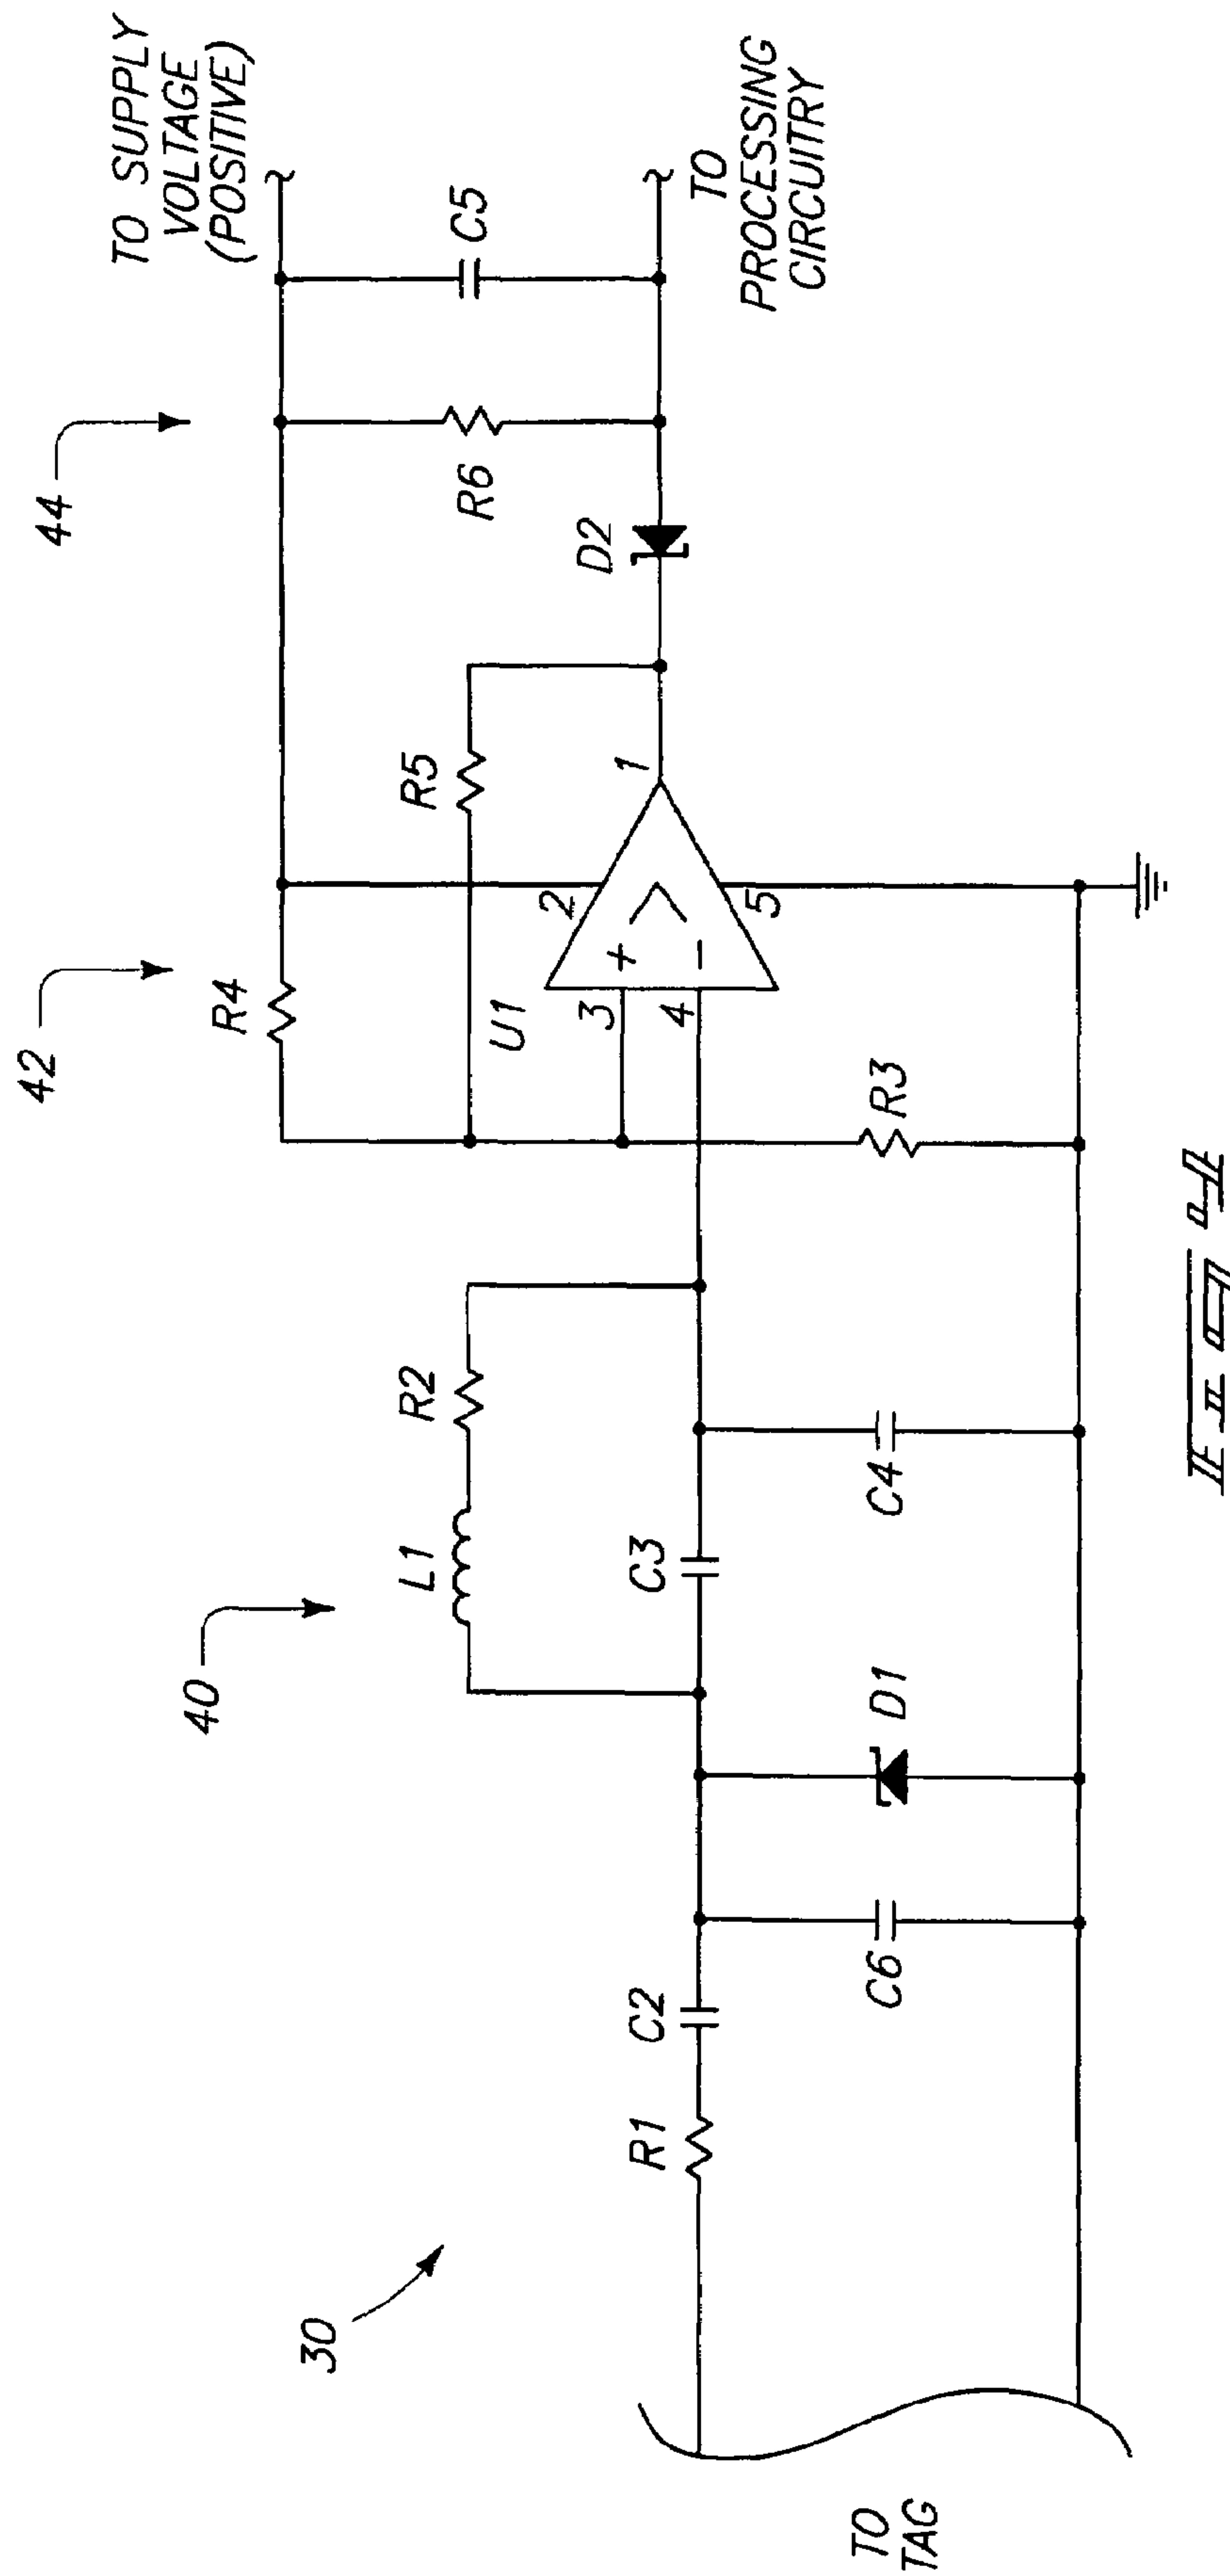 TO SUPPLY
VOLTAGE
(POSITIVE)
44
42
40
30
R4
R5
R6
C5
D2
TO
PROCESSING
CIRCUITRY
U1
2
1
3
+
4
-
5
R3
L1
R2
C3
C4
D1
C2
C6
R1
TO
TAG